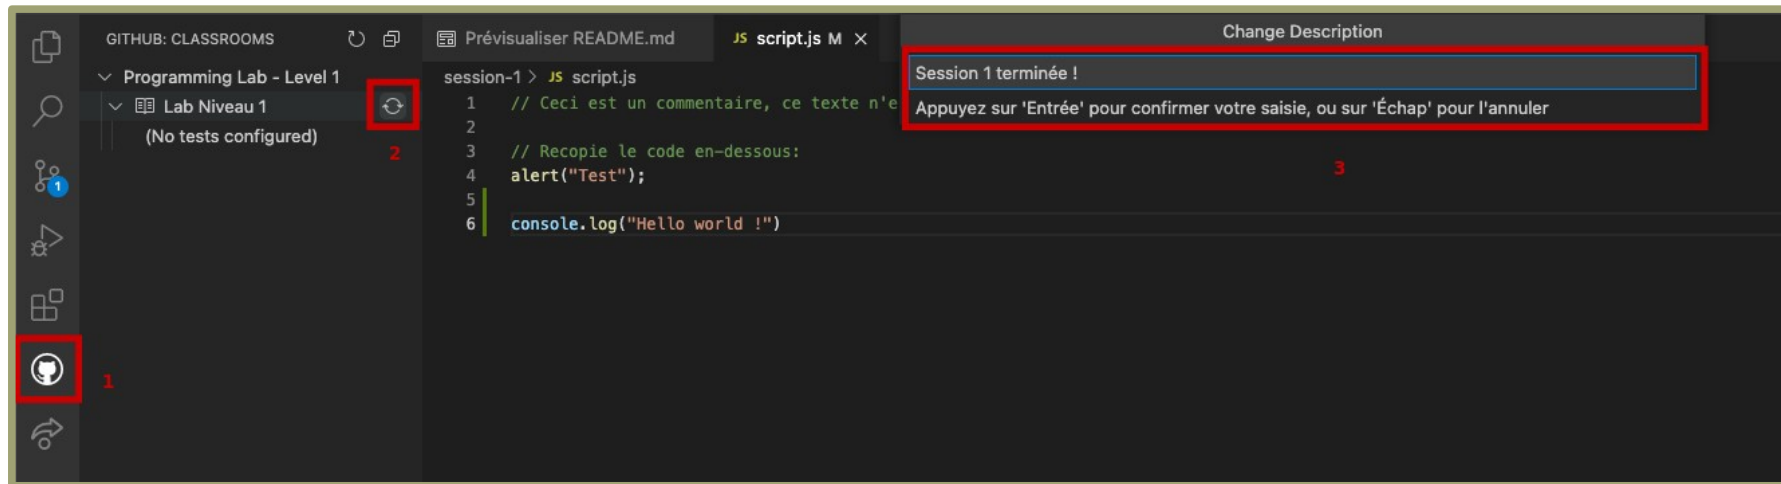 GITHUB: CLASSROOMS
Programming Lab - Level 1
Lab Niveau 1
(No tests configured)
1
2
Prévisualiser README.md
JS script.js M
session-1 > JS script.js
1 // Ceci est un commentaire, ce texte n'e
2
3 // Recopie le code en-dessous:
4 alert("Test");
5
6 console.log("Hello world !")
Change Description
Session 1 terminée !
Appuyez sur 'Entrée' pour confirmer votre saisie, ou sur 'Échap' pour l'annuler
3
1